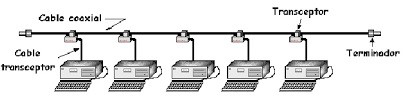 Cable coaxial
Transceptor
Cable
transceptor
Terminador